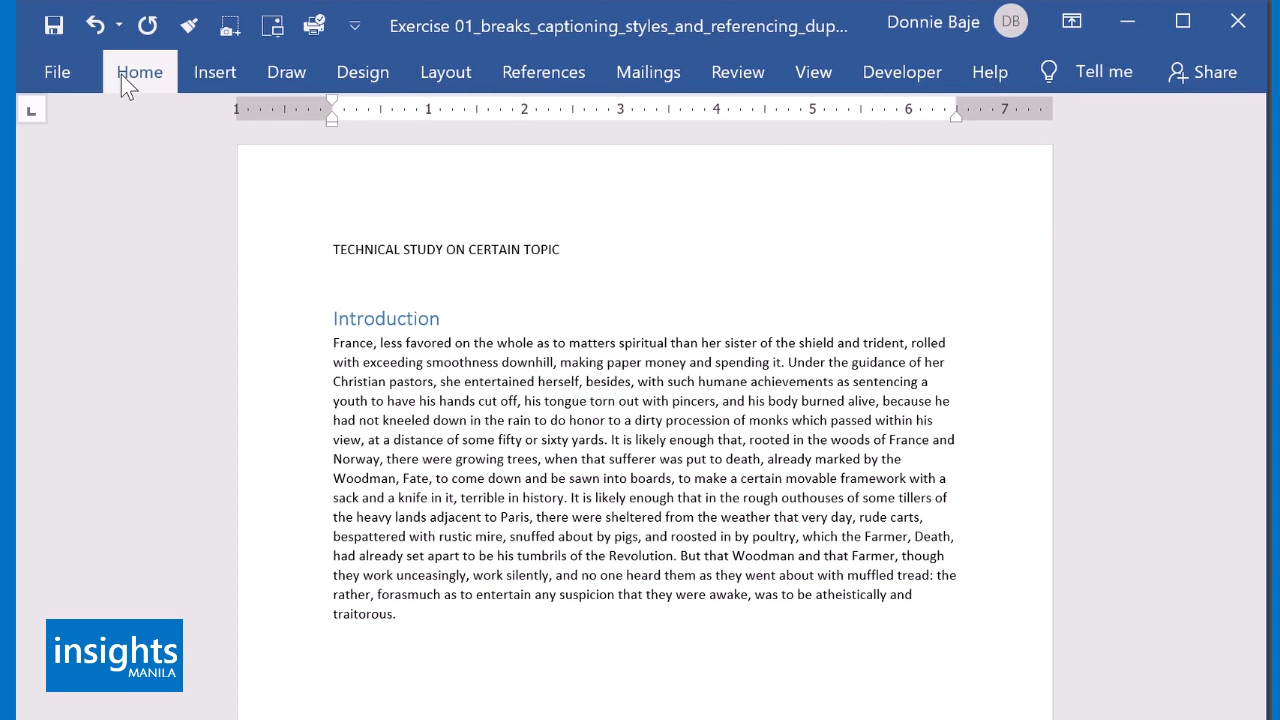 Exercise 01_breaks_captioning_styles_and_referencing_dup...
Donnie Baje
DB
File
Home
Insert
Draw
Design
Layout
References
Mailings
Review
View
Developer
Help
Tell me
Share
1 1 2 3 4 5 6 7
TECHNICAL STUDY ON CERTAIN TOPIC
Introduction
France, less favored on the whole as to matters spiritual than her sister of the shield and trident, rolled
with exceeding smoothness downhill, making paper money and spending it. Under the guidance of her
Christian pastors, she entertained herself, besides, with such humane achievements as sentencing a
youth to have his hands cut off, his tongue torn out with pincers, and his body burned alive, because he
had not kneeled down in the rain to do honor to a dirty procession of monks which passed within his
view, at a distance of some fifty or sixty yards. It is likely enough that, rooted in the woods of France and
Norway, there were growing trees, when that sufferer was put to death, already marked by the
Woodman, Fate, to come down and be sawn into boards, to make a certain movable framework with a
sack and a knife in it, terrible in history. It is likely enough that in the rough outhouses of some tillers of
the heavy lands adjacent to Paris, there were sheltered from the weather that very day, rude carts,
bespattered with rustic mire, snuffed about by pigs, and roosted in by poultry, which the Farmer, Death,
had already set apart to be his tumbrils of the Revolution. But that Woodman and that Farmer, though
they work unceasingly, work silently, and no one heard them as they went about with muffled tread: the
rather, forasmuch as to entertain any suspicion that they were awake, was to be atheistically and
traitorous.
insights
MANILA